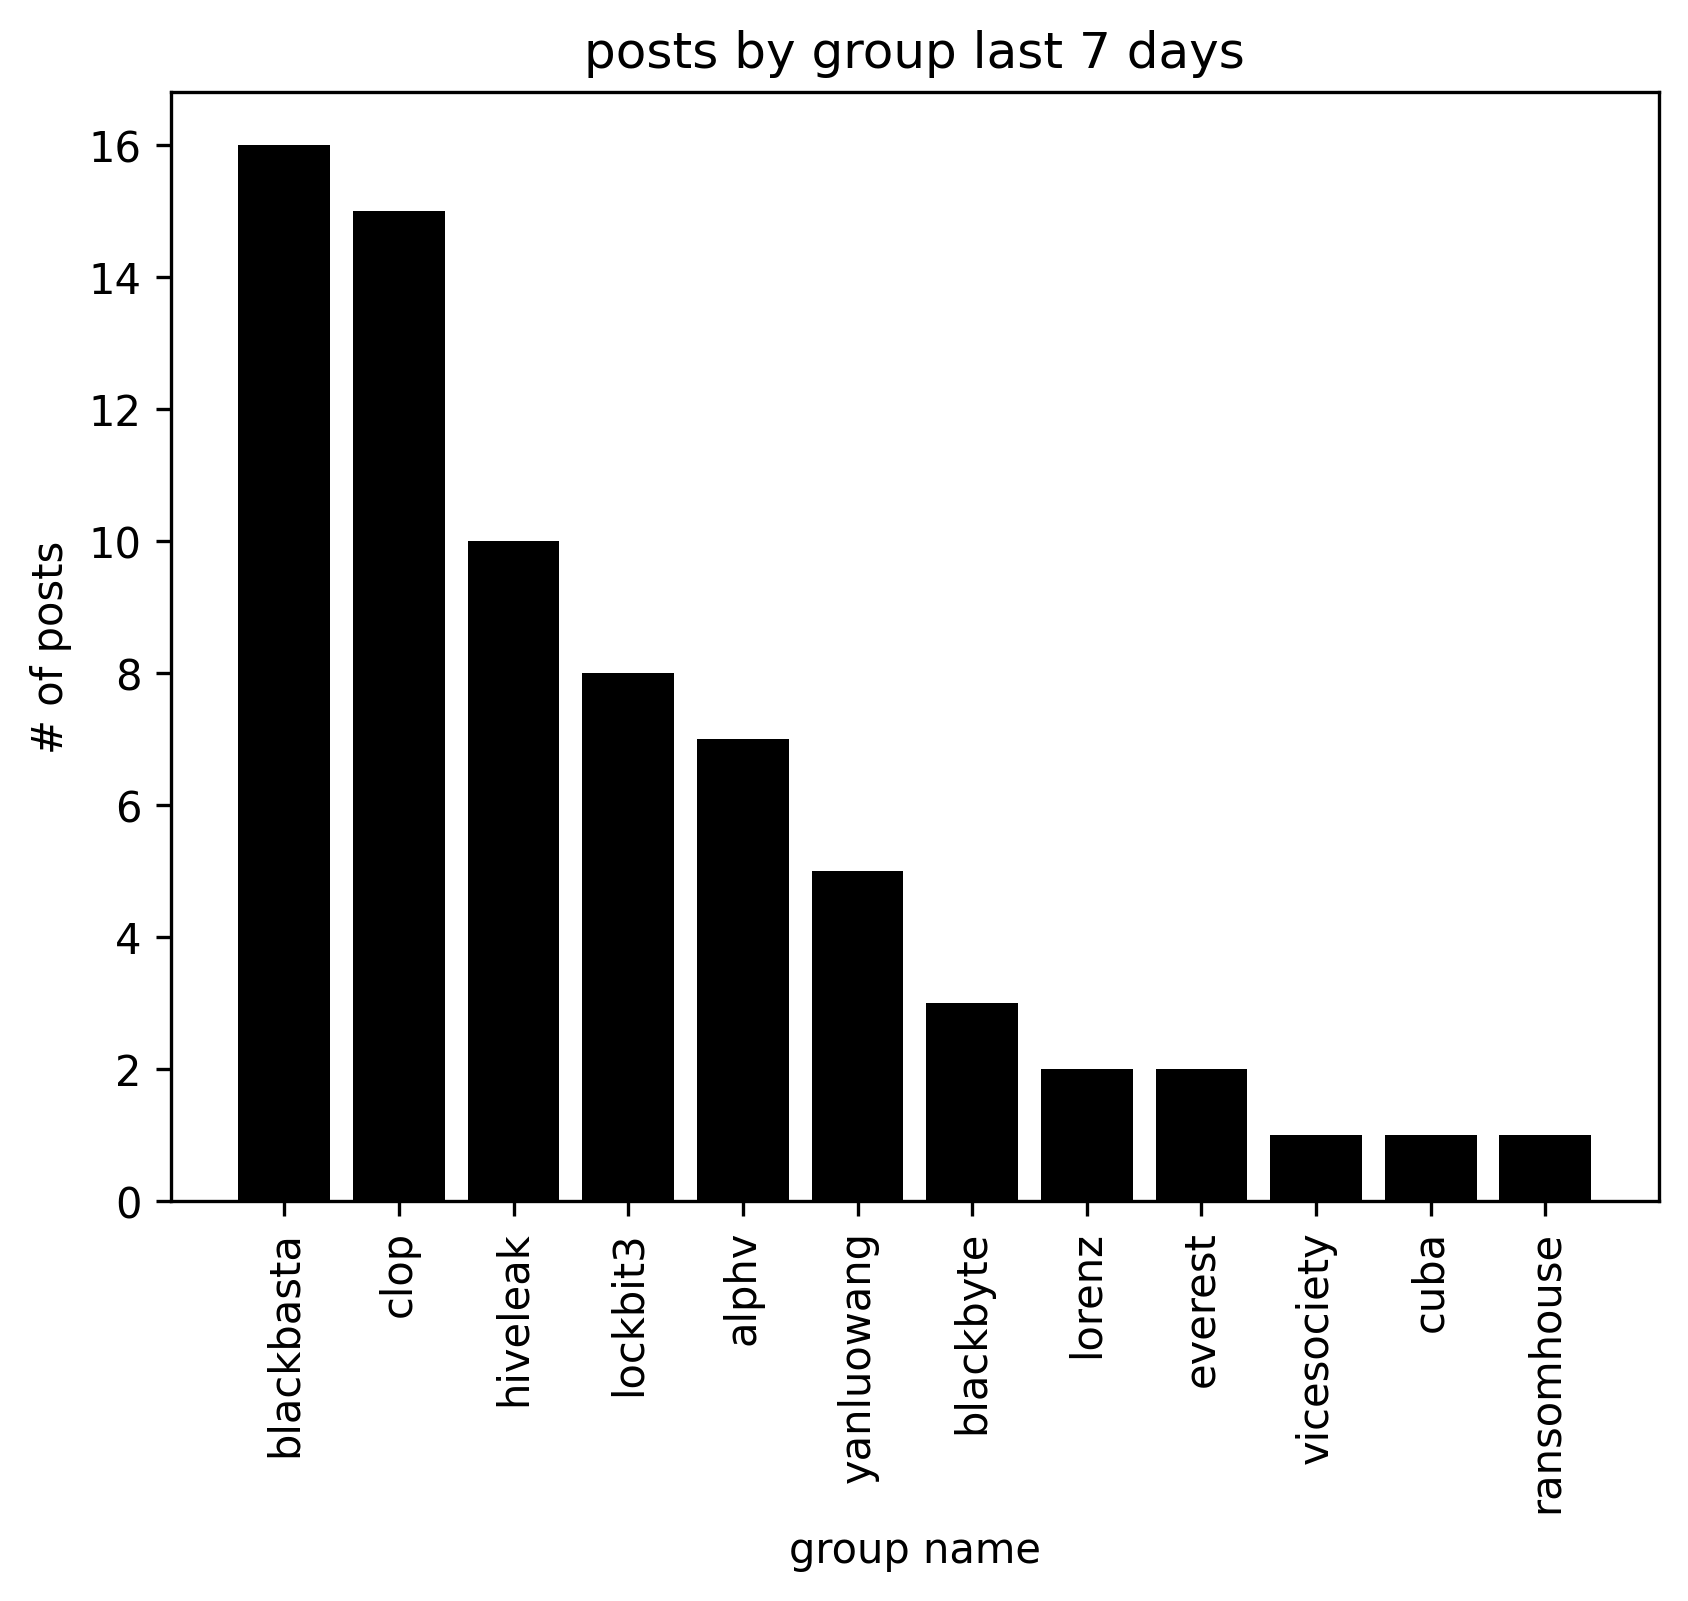 posts by group last 7 days
16
14
12
10
8
6
4
2
0
# of posts
blackbasta
clop
hiveleak
lockbit3
alphv
yanluowang
blackbyte
lorenz
everest
vicesociety
cuba
ransomhouse
group name